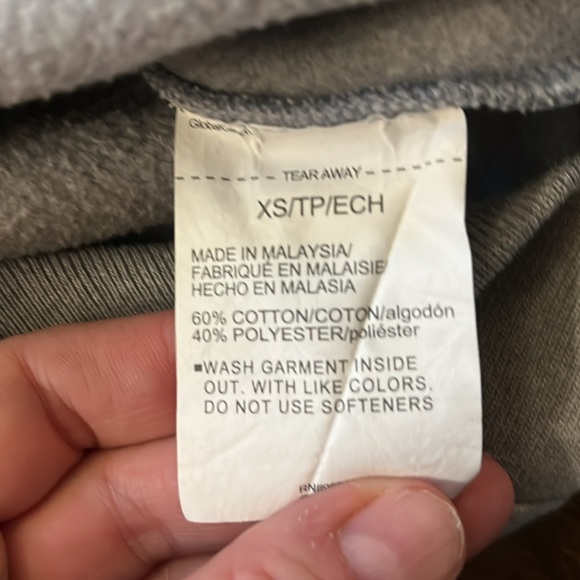 TEAR AWAY
XS/TP/ECH
MADE IN MALAYSIA/
FABRIQUÉ EN MALAISIE
HECHO EN MALASIA
60% COTTON/COTON/algodón
40% POLYESTER/poliéster
▪WASH GARMENT INSIDE
OUT. WITH LIKE COLORS.
DO NOT USE SOFTENERS